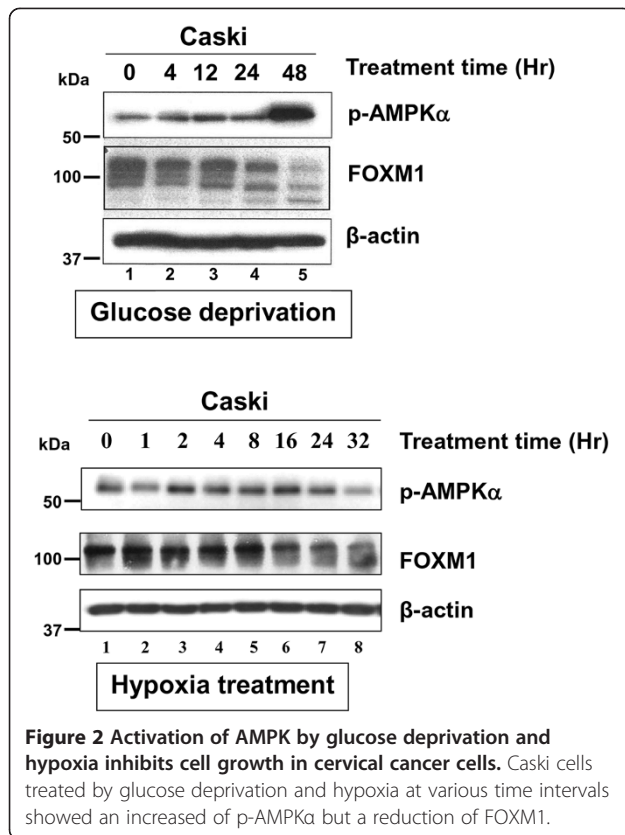 Caski
kDa 0 4 12 24 48 Treatment time (Hr)
p-AMPKα
50
FOXM1
100
β-actin
37
1 2 3 4 5
Glucose deprivation
Caski
kDa 0 1 2 4 8 16 24 32 Treatment time (Hr)
p-AMPKα
50
FOXM1
100
β-actin
37
1 2 3 4 5 6 7 8
Hypoxia treatment
Figure 2 Activation of AMPK by glucose deprivation and
hypoxia inhibits cell growth in cervical cancer cells. Caski cells
treated by glucose deprivation and hypoxia at various time intervals
showed an increased of p-AMPKα but a reduction of FOXM1.